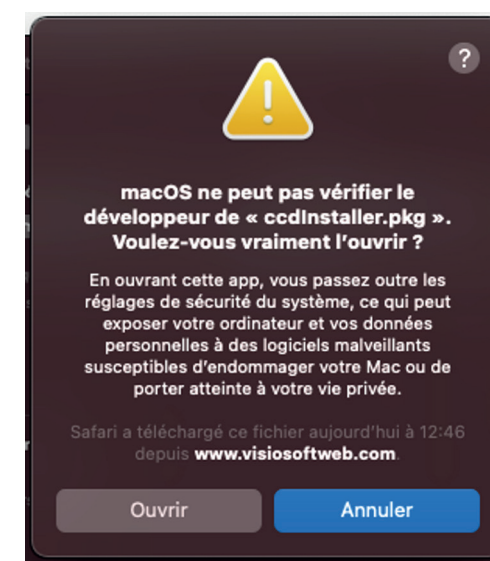 ?
macOS ne peut pas vérifier le
développeur de « ccdInstaller.pkg ».
Voulez-vous vraiment l'ouvrir ?
En ouvrant cette app, vous passez outre les
réglages de sécurité du système, ce qui peut
exposer votre ordinateur et vos données
personnelles à des logiciels malveillants
susceptibles d'endommager votre Mac ou de
porter atteinte à votre vie privée.
Safari a téléchargé ce fichier aujourd'hui à 12:46
depuis www.visiosoftweb.com.
Ouvrir
Annuler